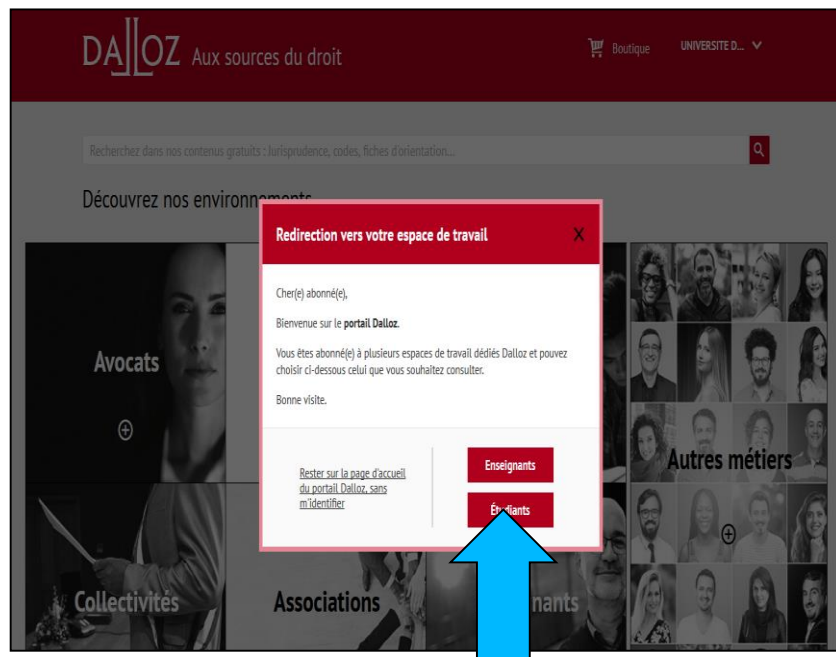 DALLOZ Aux sources du droit
Boutique
UNIVERSITE D...
Recherchez dans nos contenus gratuits : Jurisprudence, codes, fiches d'orientation...
Découvrez nos environnements
Redirection vers votre espace de travail X
Cher(e) abonné(e),
Bienvenue sur le portail Dalloz.
Vous êtes abonné(e) à plusieurs espaces de travail dédiés Dalloz et pouvez
choisir ci-dessous celui que vous souhaitez consulter.
Bonne visite.
Rester sur la page d'accueil
du portail Dalloz, sans
m'identifier
Enseignants
Étudiants
Avocats
Autres métiers
Collectivités
Associations
nants